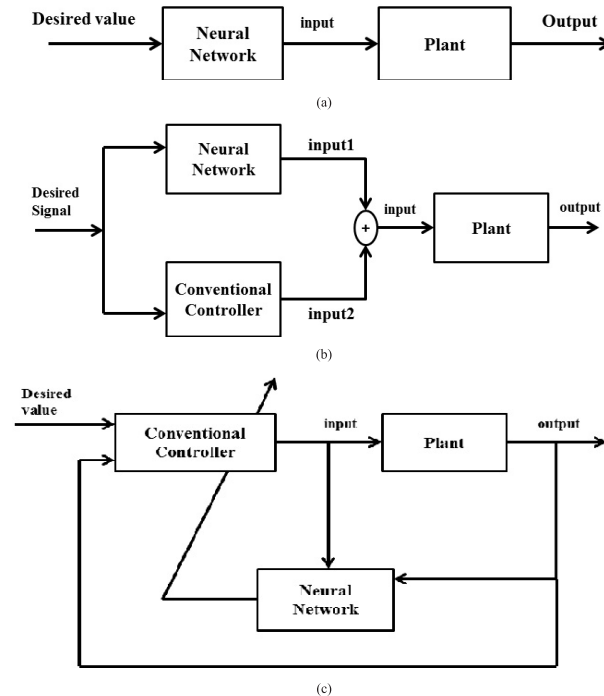 Desired value
Neural
Network
input
Plant
Output
(a)
Neural
Network
input1
Desired
Signal
+
input
Plant
output
Conventional
Controller
input2
(b)
Desired
value
Conventional
Controller
input
Plant
output
Neural
Network
(c)